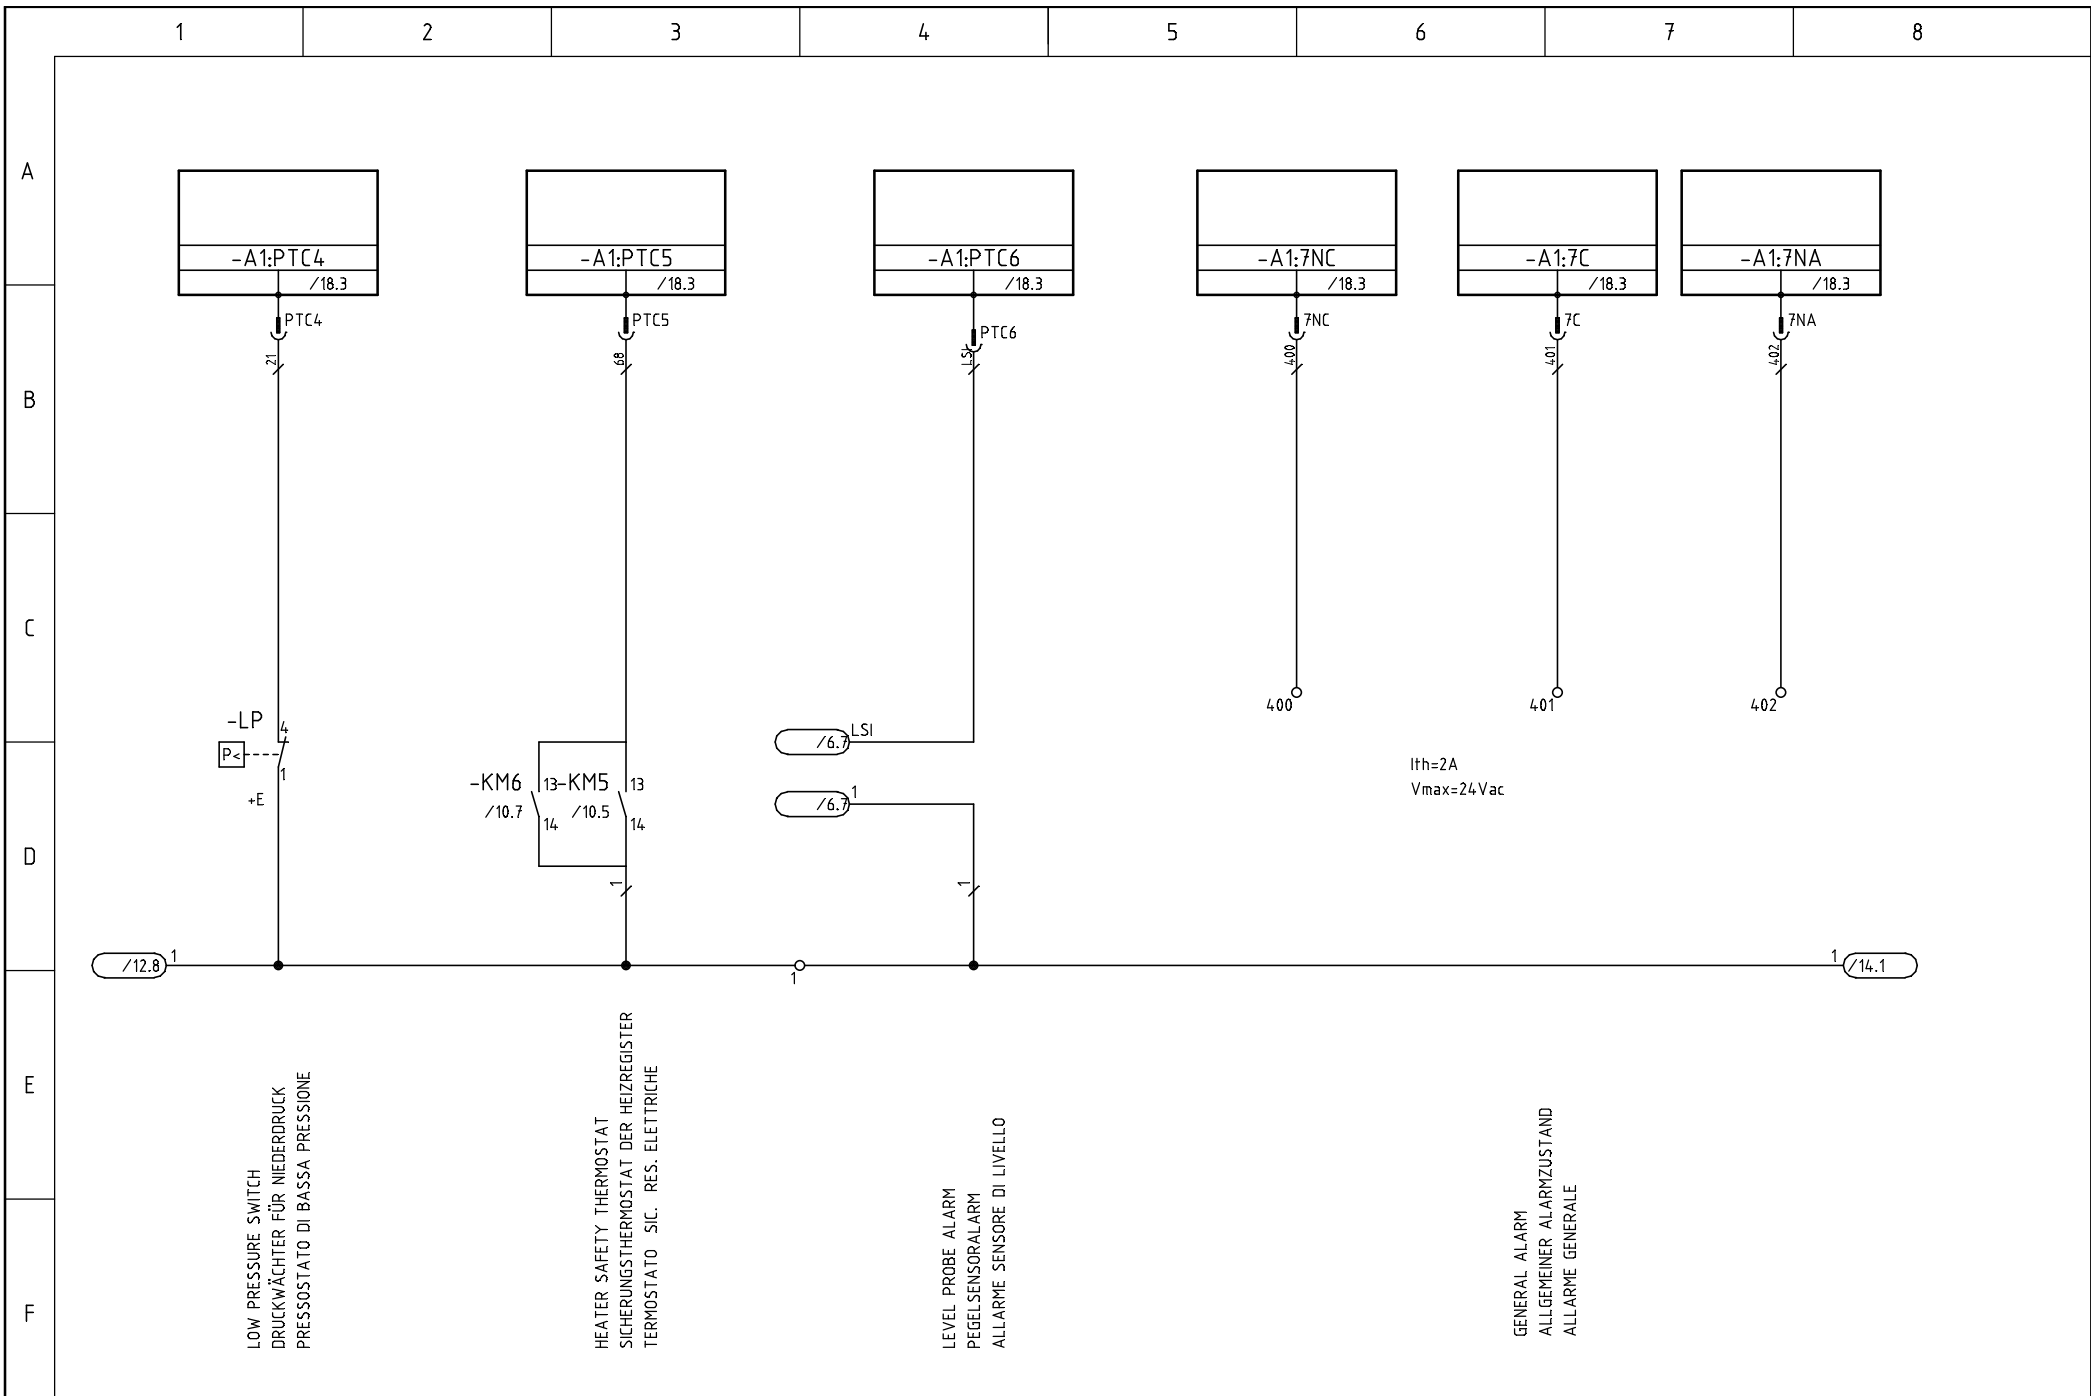 1 2 3 4 5 6 7 8
A
-A1:PTC4 -A1:PTC5 -A1:PTC6 -A1:7NC -A1:7C -A1:7NA
/18.3 /18.3 /18.3 /18.3 /18.3 /18.3
PTC4 PTC5 PTC6 7NC 7C 7NA
21 68 LSI 400 401 402
B
C
400 401 402
-LP 4
P<
1
+E
-KM6 13 -KM5 13
/10.7 /10.5
14 14
1
/6.7 LSI
/6.7 1
1
Ith=2A
Vmax=24Vac
D
/12.8 1
1
1 /14.1
E
LOW PRESSURE SWITCH
DRUCKWÄCHTER FÜR NIEDERDRUCK
PRESSOSTATO DI BASSA PRESSIONE
HEATER SAFETY THERMOSTAT
SICHERUNGSTHERMOSTAT DER HEIZREGISTER
TERMOSTATO SIC. RES. ELETTRICHE
LEVEL PROBE ALARM
PEGELSENSORALARM
ALLARME SENSORE DI LIVELLO
GENERAL ALARM
ALLGEMEINER ALARMZUSTAND
ALLARME GENERALE
F